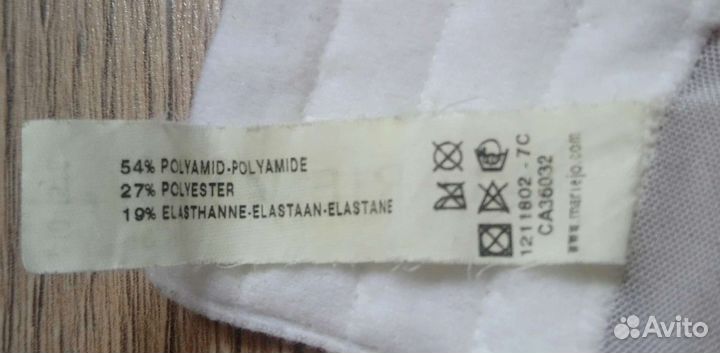 54% POLYAMID-POLYAMIDE
27% POLYESTER
19% ELASTHANNE-ELASTAAN-ELASTANE
1211802 - 7C
CA36032
www.mariejo.com
Avito